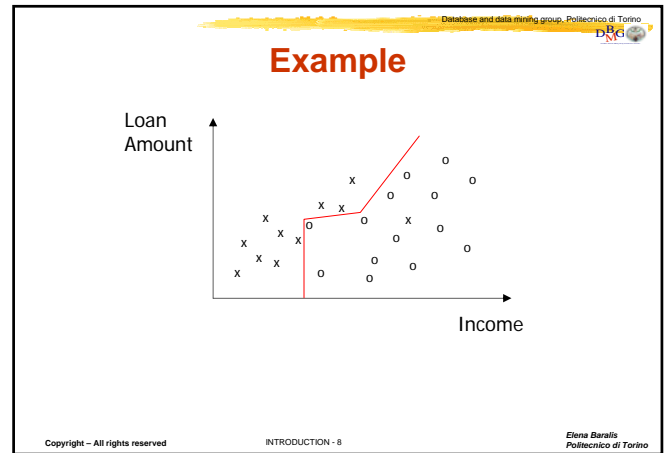 Database and data mining group, Politecnico di Torino
DBMG
Example
Loan
Amount
o
x o o
o o
x x
x o o x o
x x o
x o o
x x o o
x o o
Income
Copyright – All rights reserved
INTRODUCTION - 8
Elena Baralis
Politecnico di Torino